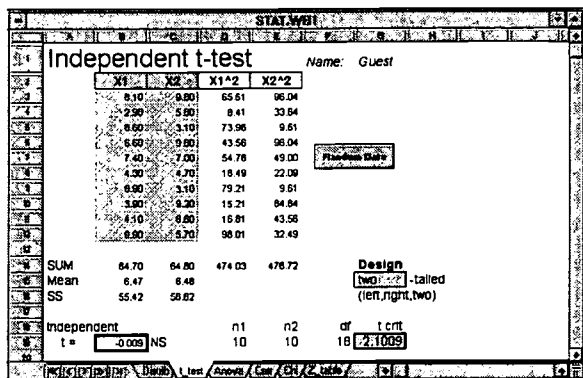 STAT.WB1
Independent t-test Name: Guest
X1 X2 X1^2 X2^2
8.10 9.80 65.61 96.04
2.90 5.80 8.41 33.64
8.60 3.10 73.96 9.61
6.60 9.80 43.56 96.04
7.40 7.00 54.76 49.00 Random Data
4.30 4.70 18.49 22.09
8.90 3.10 79.21 9.61
3.90 9.20 15.21 84.64
4.10 6.60 16.81 43.56
9.90 5.70 98.01 32.49
SUM 64.70 64.80 474.03 476.72 Design
Mean 6.47 6.48 two -tailed
SS 55.42 56.82 (left,right,two)
Independent n1 n2 df t crit
t = -0.009 NS 10 10 18 2.1009
t_test Anova Corr CHI Z_table